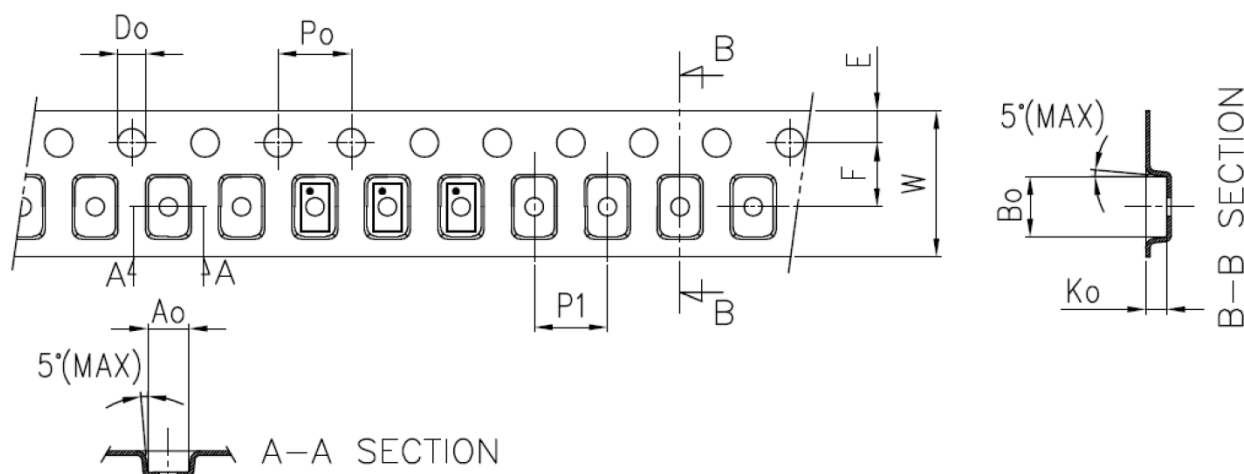 Do
Po
B
E
5°(MAX)
F
W
Bo
A
A
P1
B
Ko
B-B SECTION
Ao
5°(MAX)
A-A SECTION